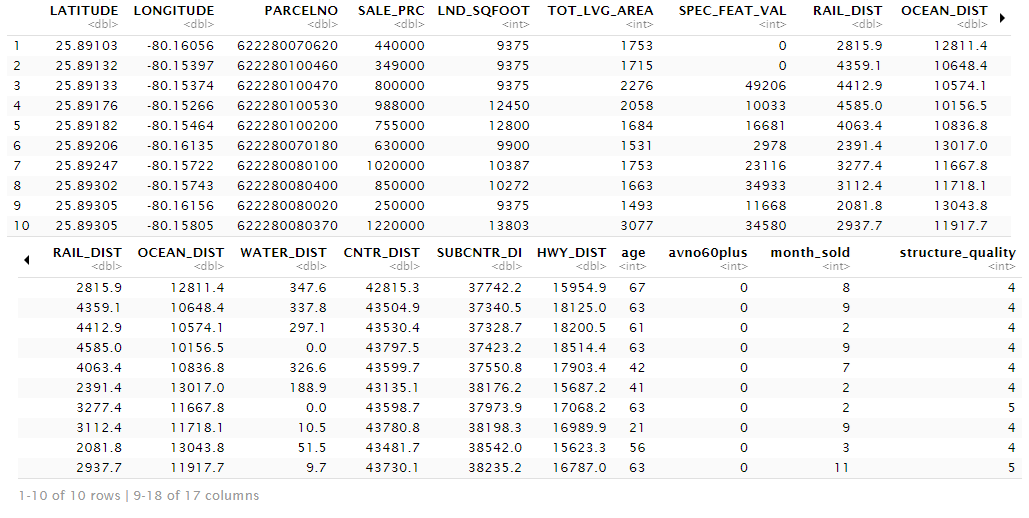 LATITUDE LONGITUDE PARCELNO SALE_PRC LND_SQFOOT TOT_LVG_AREA SPEC_FEAT_VAL RAIL_DIST OCEAN_DIST
<dbl> <dbl> <dbl> <dbl> <int> <int> <int> <dbl> <dbl>
1 25.89103 -80.16056 622280070620 440000 9375 1753 0 2815.9 12811.4
2 25.89132 -80.15397 622280100460 349000 9375 1715 0 4359.1 10648.4
3 25.89133 -80.15374 622280100470 800000 9375 2276 49206 4412.9 10574.1
4 25.89176 -80.15266 622280100530 988000 12450 2058 10033 4585.0 10156.5
5 25.89182 -80.15464 622280100200 755000 12800 1684 16681 4063.4 10836.8
6 25.89206 -80.16135 622280070180 630000 9900 1531 2978 2391.4 13017.0
7 25.89247 -80.15722 622280080100 1020000 10387 1753 23116 3277.4 11667.8
8 25.89302 -80.15743 622280080400 850000 10272 1663 34933 3112.4 11718.1
9 25.89305 -80.16156 622280080020 250000 9375 1493 11668 2081.8 13043.8
10 25.89305 -80.15805 622280080370 1220000 13803 3077 34580 2937.7 11917.7
RAIL_DIST OCEAN_DIST WATER_DIST CNTR_DIST SUBCNTR_DI HWY_DIST age avno60plus month_sold structure_quality
<dbl> <dbl> <dbl> <dbl> <dbl> <dbl> <int> <int> <int> <int>
2815.9 12811.4 347.6 42815.3 37742.2 15954.9 67 0 8 4
4359.1 10648.4 337.8 43504.9 37340.5 18125.0 63 0 9 4
4412.9 10574.1 297.1 43530.4 37328.7 18200.5 61 0 2 4
4585.0 10156.5 0.0 43797.5 37423.2 18514.4 63 0 9 4
4063.4 10836.8 326.6 43599.7 37550.8 17903.4 42 0 7 4
2391.4 13017.0 188.9 43135.1 38176.2 15687.2 41 0 2 4
3277.4 11667.8 0.0 43598.7 37973.9 17068.2 63 0 2 5
3112.4 11718.1 10.5 43780.8 38198.3 16989.9 21 0 9 4
2081.8 13043.8 51.5 43481.7 38542.0 15623.3 56 0 3 4
2937.7 11917.7 9.7 43730.1 38235.2 16787.0 63 0 11 5
1-10 of 10 rows | 9-18 of 17 columns